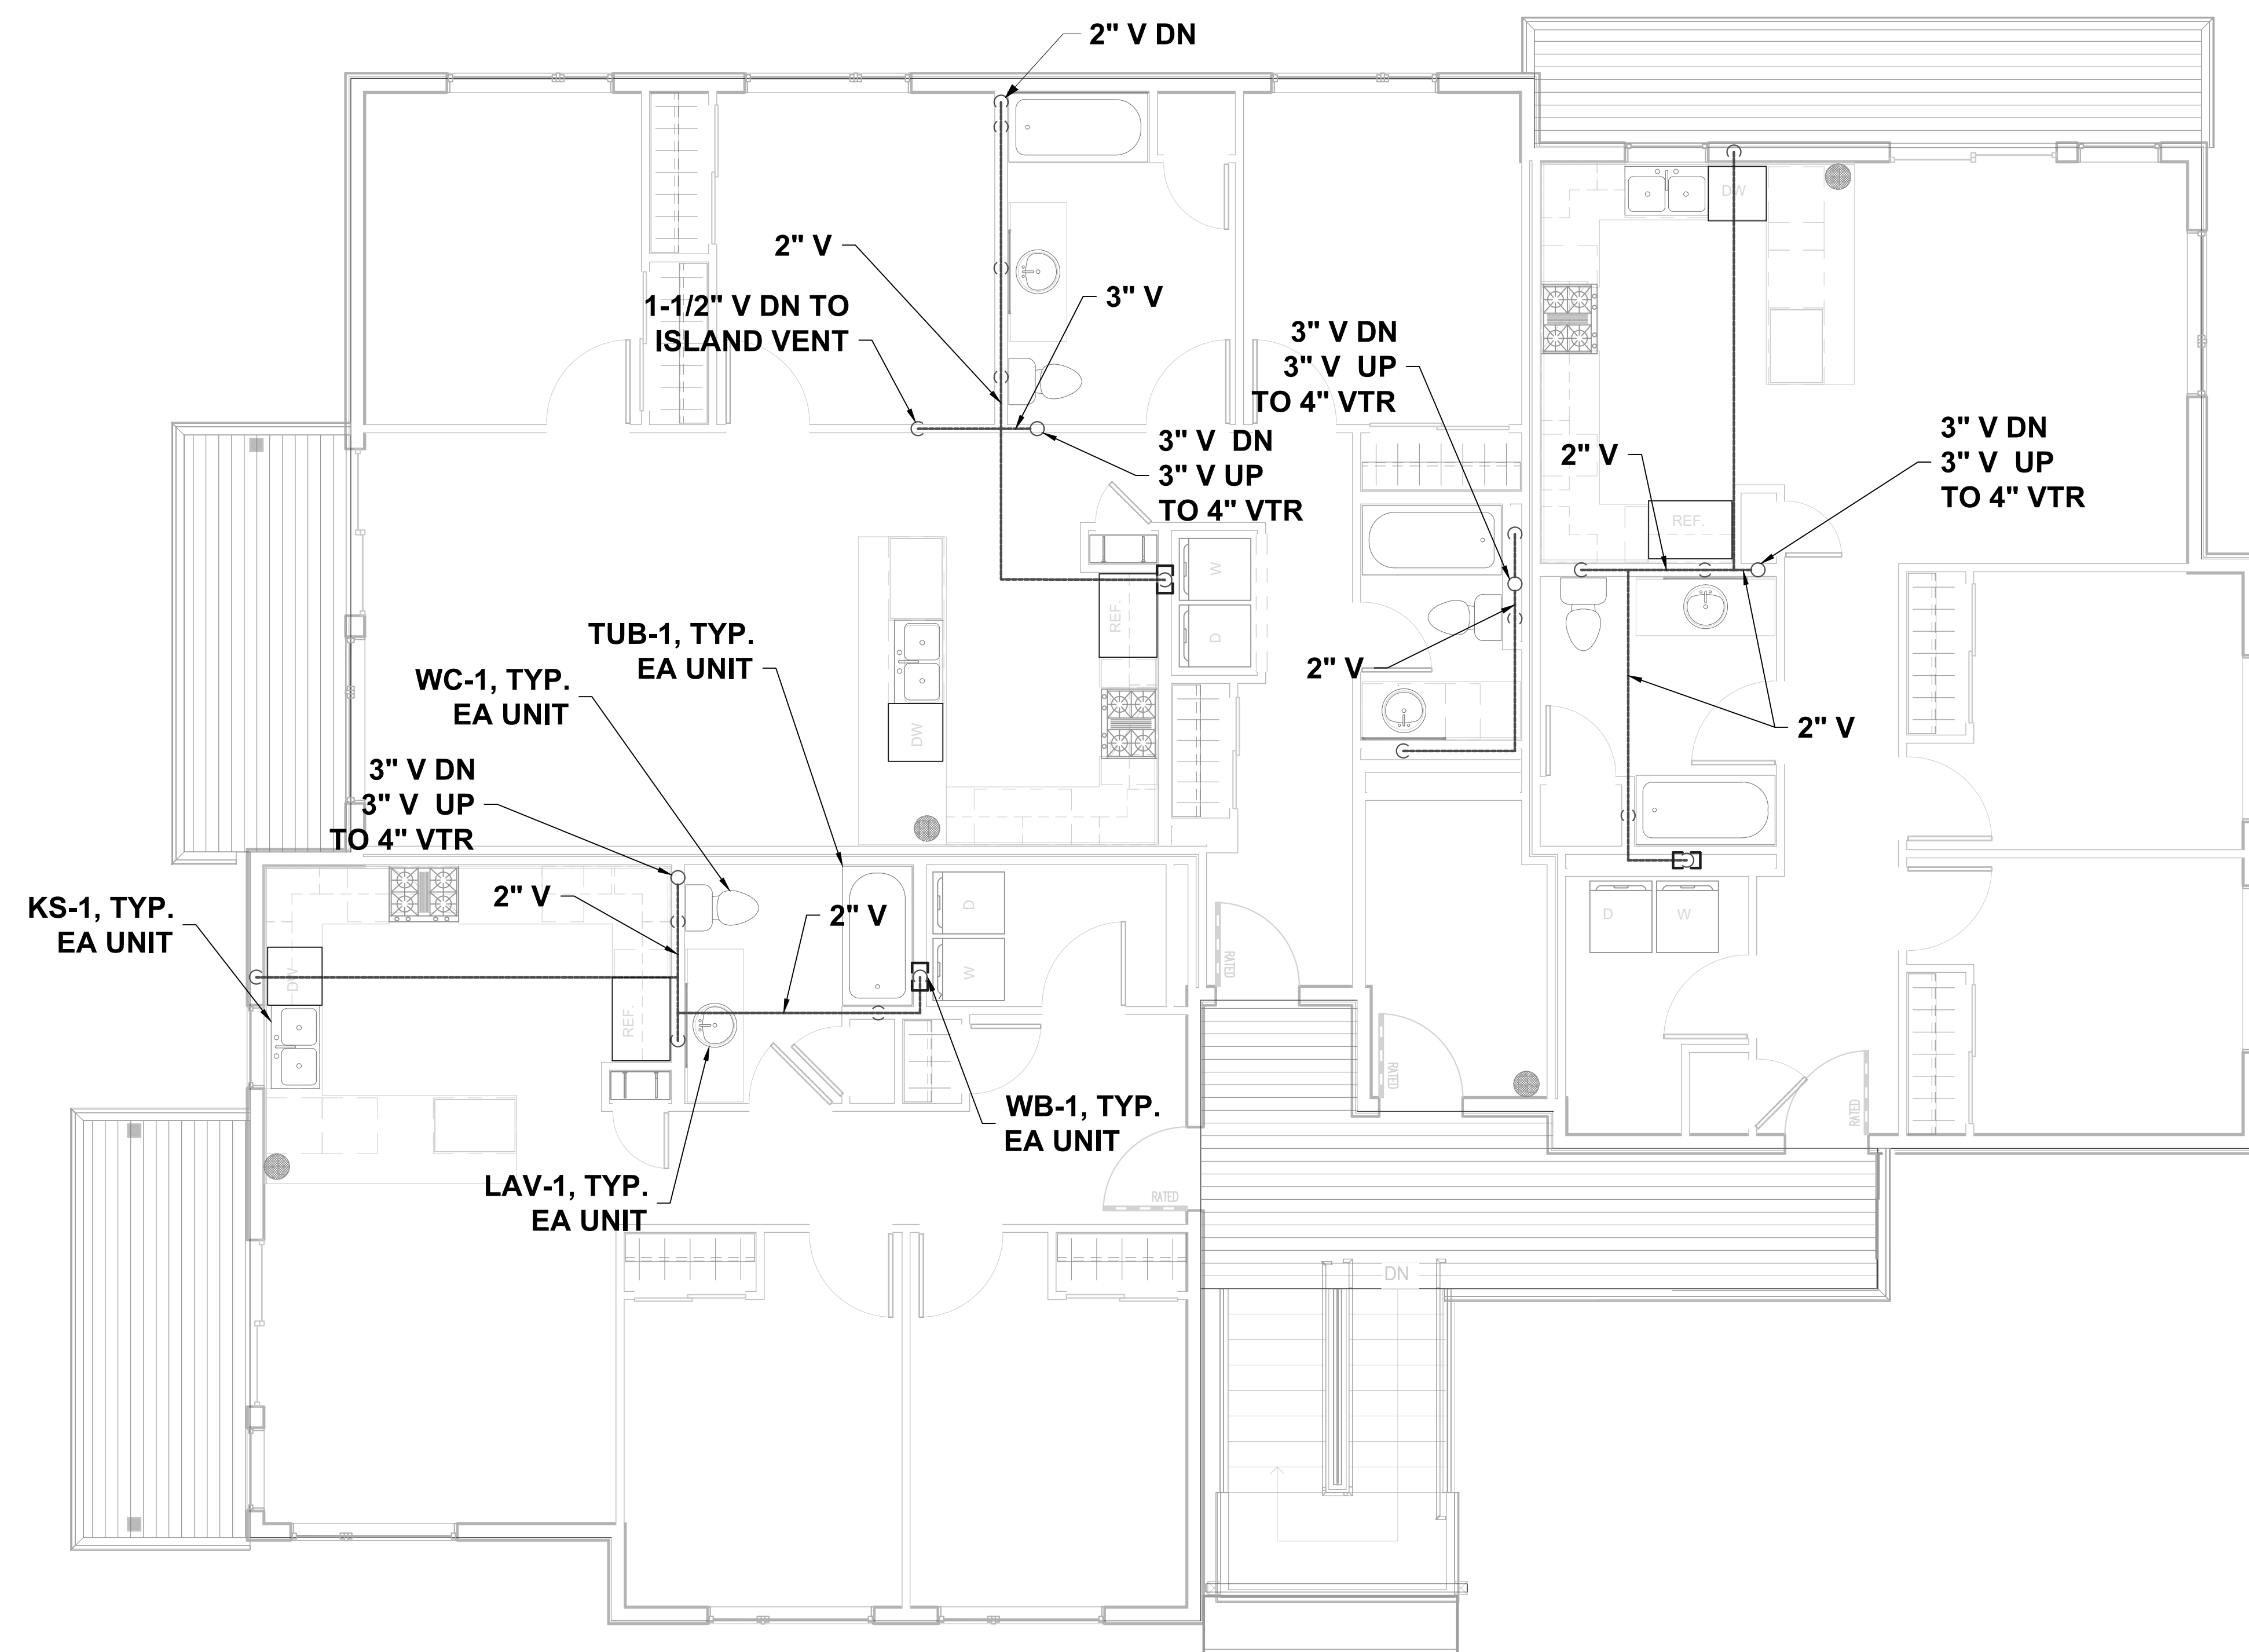 2" V DN
DW
2" V
3" V
1-1/2" V DN TO
ISLAND VENT
3" V DN
3" V UP
TO 4" VTR
3" V DN
3" V UP
TO 4" VTR
2" V
3" V DN
3" V UP
TO 4" VTR
REF.
W
D
REF.
TUB-1, TYP.
EA UNIT
WC-1, TYP.
EA UNIT
2" V
2" V
DW
3" V DN
3" V UP
TO 4" VTR
KS-1, TYP.
EA UNIT
2" V
2" V
D
W
D
W
DW
REF.
RATED
RATED
RATED
WB-1, TYP.
EA UNIT
LAV-1, TYP.
EA UNIT
RATED
DN